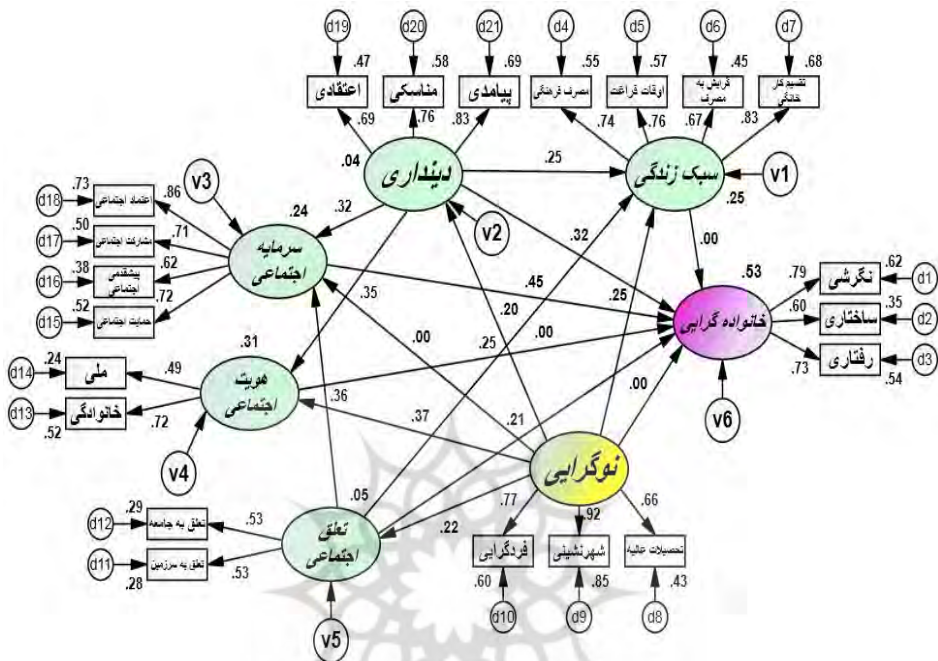 d19
d20
d21
d4
d5
d6
d7
.47
.58
.69
.55
.57
.45
.68
اعتقادی
مناسکی
پیامدی
مصرف فرهنگی
اوقات فراغت
گرایش به
مصرف
تقسیم کار
خانگی
.69
.76
.83
.74
.76
.67
.83
.04
دینداری
.25
سبک زندگی
v1
.25
v3
v2
d18
.73
اعتماد اجتماعی
.86
.24
.32
d17
.50
مشارکت اجتماعی
.71
سرمایه
اجتماعی
.32
.00
d16
.38
پیشقدمی
اجتماعی
.62
.35
.45
.20
.25
.53
d15
.52
حمایت اجتماعی
.72
خانواده گرایی
.79
نگرشی
.62
d1
.60
ساختاری
.35
d2
.73
رفتاری
.54
d3
.31
.00
.25
.00
.00
d14
.24
ملی
.49
هویت
اجتماعی
d13
.52
خانوادگی
.72
.36
.37
.21
v6
v4
نوگرایی
.05
تعلق
اجتماعی
.22
d12
.29
تعلق به جامعه
.53
d11
.28
تعلق به سرزمین
.53
v5
.77
.92
.66
فردگرایی
شهرنشینی
تحصیلات عالیه
.60
.85
.43
d10
d9
d8